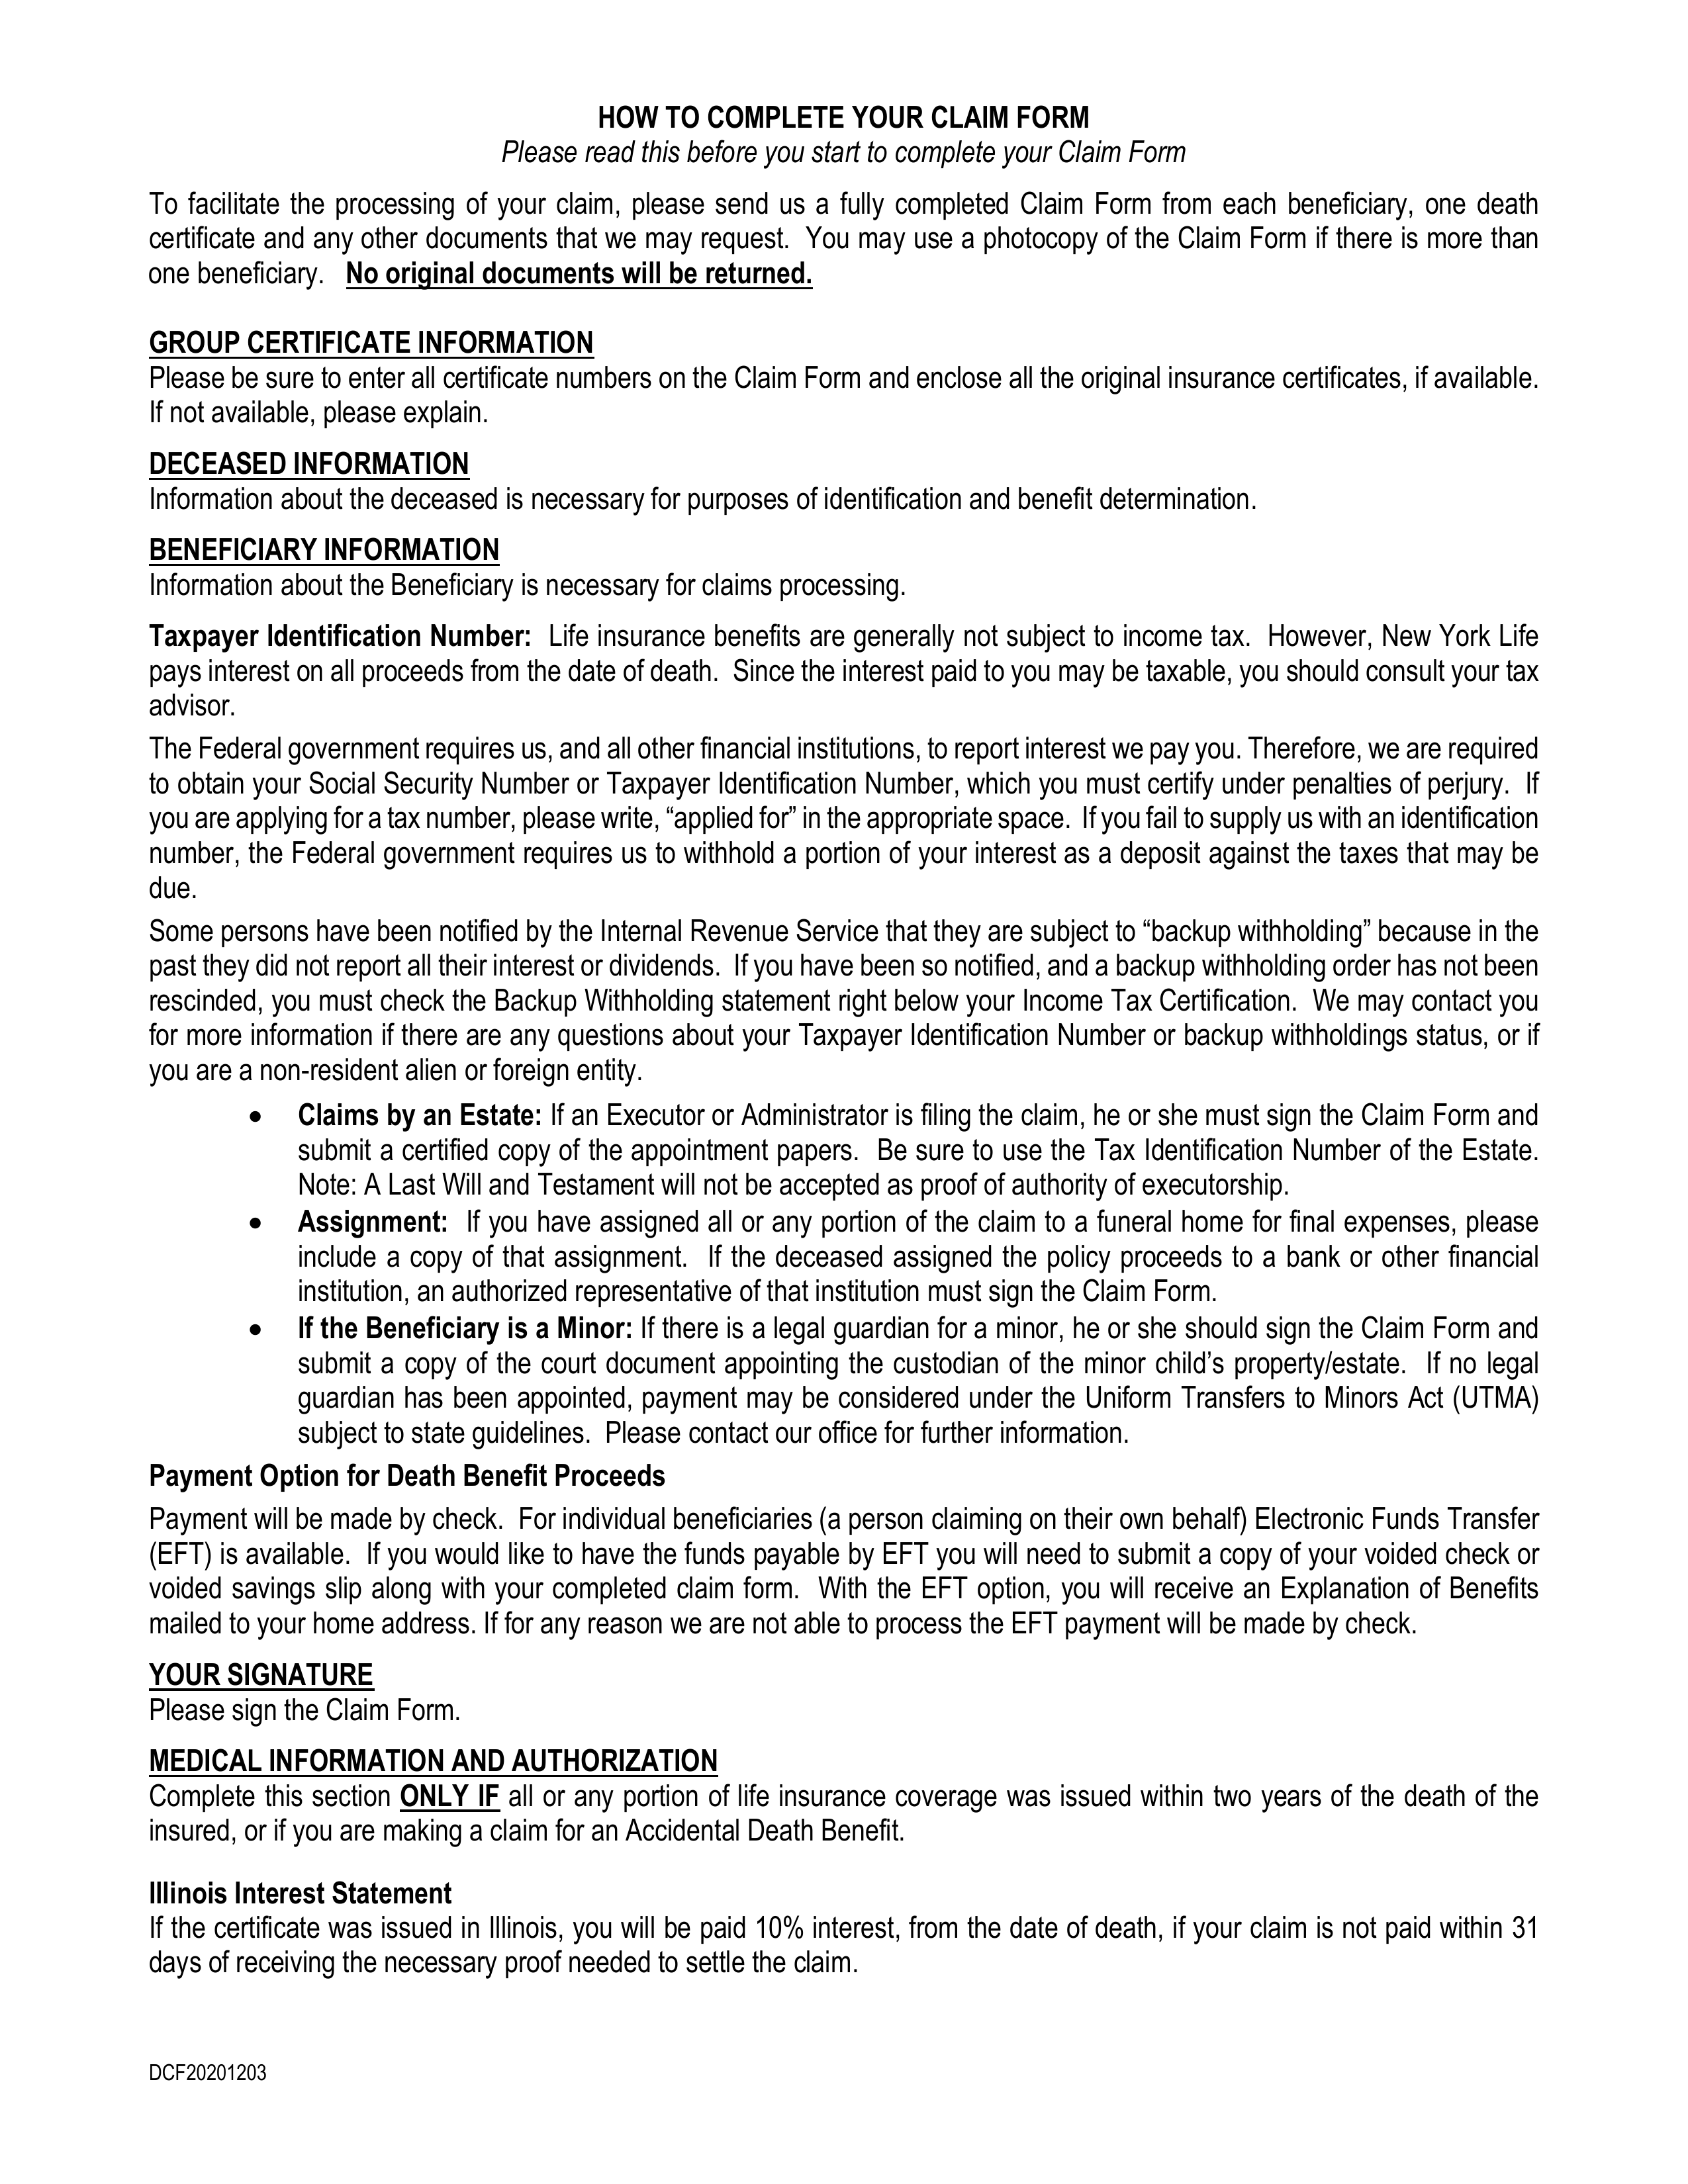 HOW TO COMPLETE YOUR CLAIM FORM
Please read this before you start to complete your Claim Form
To facilitate the processing of your claim, please send us a fully completed Claim Form from each beneficiary, one death
certificate and any other documents that we may request. You may use a photocopy of the Claim Form if there is more than
one beneficiary. No original documents will be returned.
GROUP CERTIFICATE INFORMATION
Please be sure to enter all certificate numbers on the Claim Form and enclose all the original insurance certificates, if available.
If not available, please explain.
DECEASED INFORMATION
Information about the deceased is necessary for purposes of identification and benefit determination.
BENEFICIARY INFORMATION
Information about the Beneficiary is necessary for claims processing.
Taxpayer Identification Number: Life insurance benefits are generally not subject to income tax. However, New York Life
pays interest on all proceeds from the date of death. Since the interest paid to you may be taxable, you should consult your tax
advisor.
The Federal government requires us, and all other financial institutions, to report interest we pay you. Therefore, we are required
to obtain your Social Security Number or Taxpayer Identification Number, which you must certify under penalties of perjury. If
you are applying for a tax number, please write, “applied for” in the appropriate space. If you fail to supply us with an identification
number, the Federal government requires us to withhold a portion of your interest as a deposit against the taxes that may be
due.
Some persons have been notified by the Internal Revenue Service that they are subject to “backup withholding” because in the
past they did not report all their interest or dividends. If you have been so notified, and a backup withholding order has not been
rescinded, you must check the Backup Withholding statement right below your Income Tax Certification. We may contact you
for more information if there are any questions about your Taxpayer Identification Number or backup withholdings status, or if
you are a non-resident alien or foreign entity.
• Claims by an Estate: If an Executor or Administrator is filing the claim, he or she must sign the Claim Form and
submit a certified copy of the appointment papers. Be sure to use the Tax Identification Number of the Estate.
Note: A Last Will and Testament will not be accepted as proof of authority of executorship.
• Assignment: If you have assigned all or any portion of the claim to a funeral home for final expenses, please
include a copy of that assignment. If the deceased assigned the policy proceeds to a bank or other financial
institution, an authorized representative of that institution must sign the Claim Form.
• If the Beneficiary is a Minor: If there is a legal guardian for a minor, he or she should sign the Claim Form and
submit a copy of the court document appointing the custodian of the minor child’s property/estate. If no legal
guardian has been appointed, payment may be considered under the Uniform Transfers to Minors Act (UTMA)
subject to state guidelines. Please contact our office for further information.
Payment Option for Death Benefit Proceeds
Payment will be made by check. For individual beneficiaries (a person claiming on their own behalf) Electronic Funds Transfer
(EFT) is available. If you would like to have the funds payable by EFT you will need to submit a copy of your voided check or
voided savings slip along with your completed claim form. With the EFT option, you will receive an Explanation of Benefits
mailed to your home address. If for any reason we are not able to process the EFT payment will be made by check.
YOUR SIGNATURE
Please sign the Claim Form.
MEDICAL INFORMATION AND AUTHORIZATION
Complete this section ONLY IF all or any portion of life insurance coverage was issued within two years of the death of the
insured, or if you are making a claim for an Accidental Death Benefit.
Illinois Interest Statement
If the certificate was issued in Illinois, you will be paid 10% interest, from the date of death, if your claim is not paid within 31
days of receiving the necessary proof needed to settle the claim.
DCF20201203